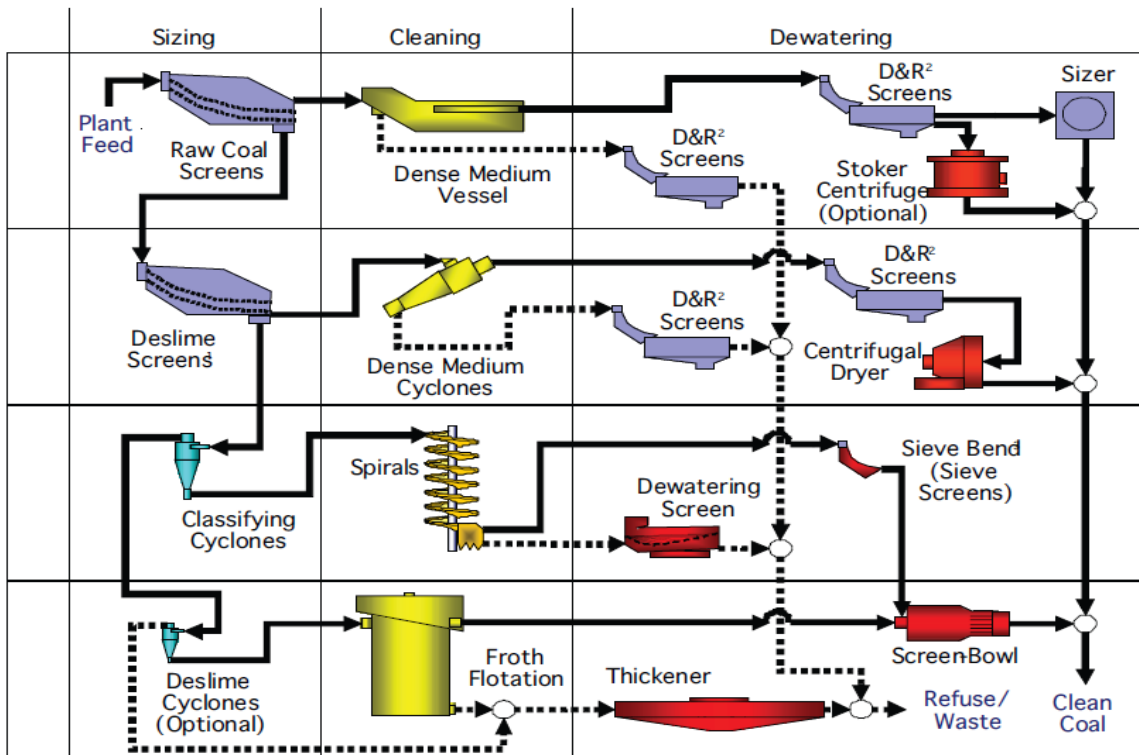 Sizing
Cleaning
Dewatering
Plant
Feed
Raw Coal
Screens
Dense Medium
Vessel
D&R²
Screens
D&R²
Screens
Sizer
Stoker
Centrifuge
(Optional)
Deslime
Screens¹
Dense Medium
Cyclones
D&R²
Screens
D&R²
Screens
Centrifugal
Dryer
Classifying
Cyclones
Spirals
Dewatering
Screen
Sieve Bend
(Sieve
Screens)
Deslime
Cyclones
(Optional)
Froth
Flotation
Thickener
Screen-Bowl
Refuse/
Waste
Clean
Coal